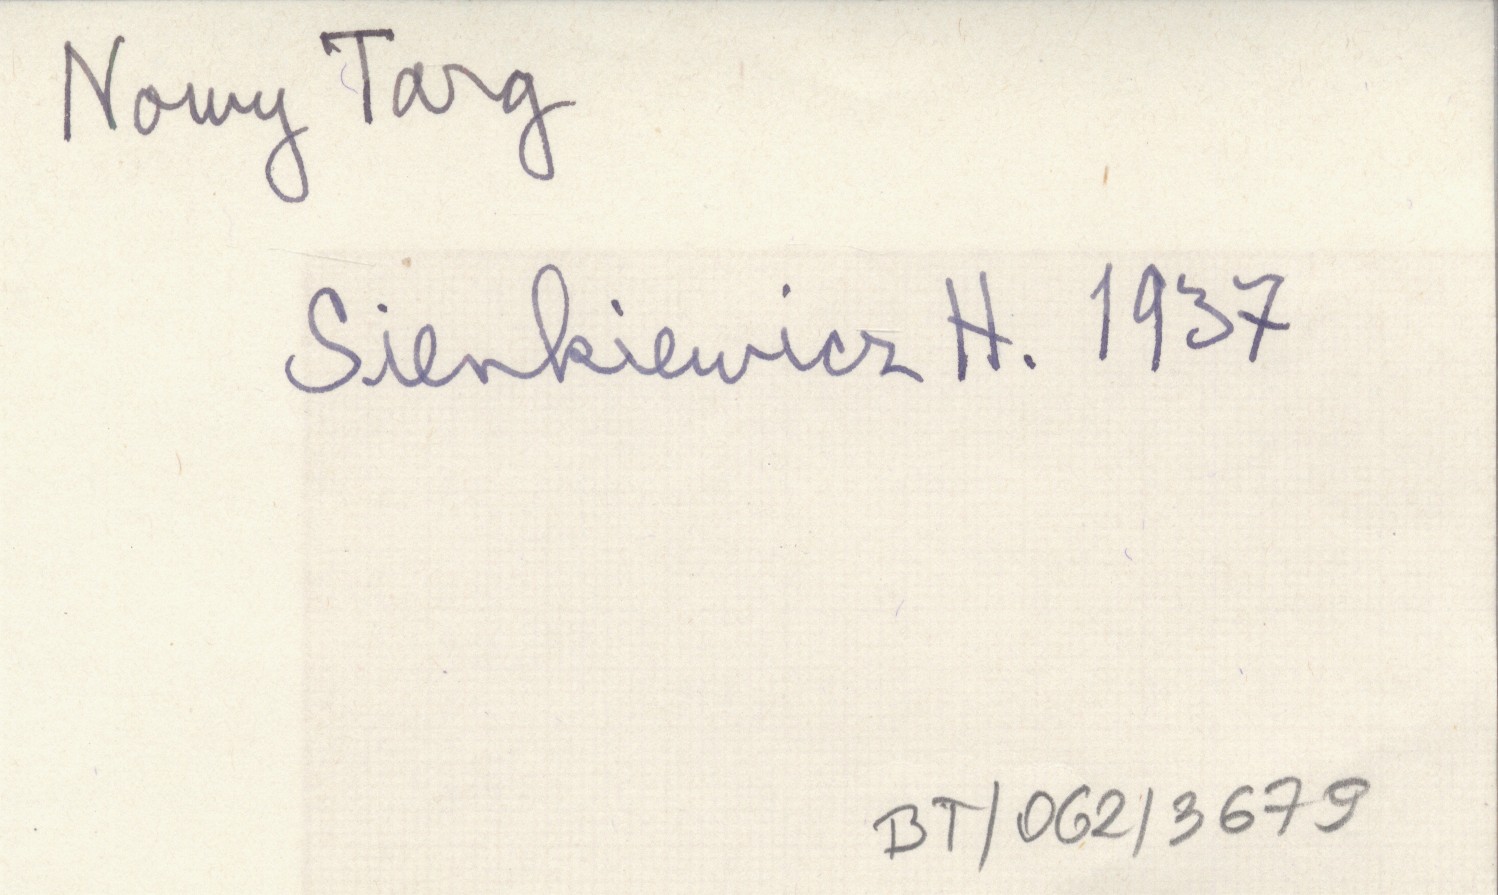 Nowy Targ
Sienkiewicz H. 1937
BT/062/3679